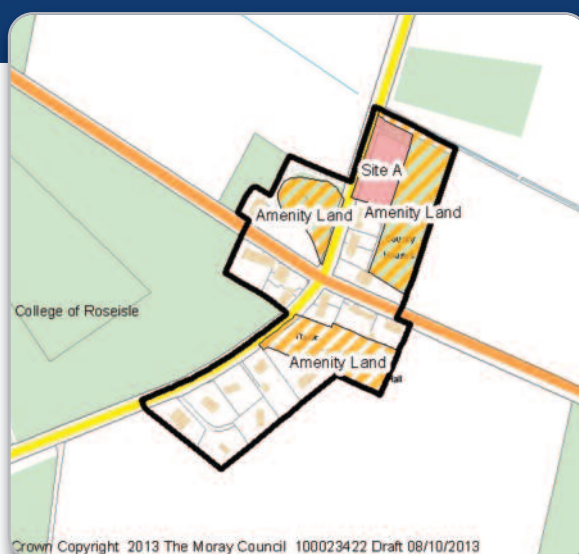 Site A
Amenity Land
Amenity Land
College of Roseisle
Amenity Land
Crown Copyright 2013 The Moray Council 100023422 Draft 08/10/2013